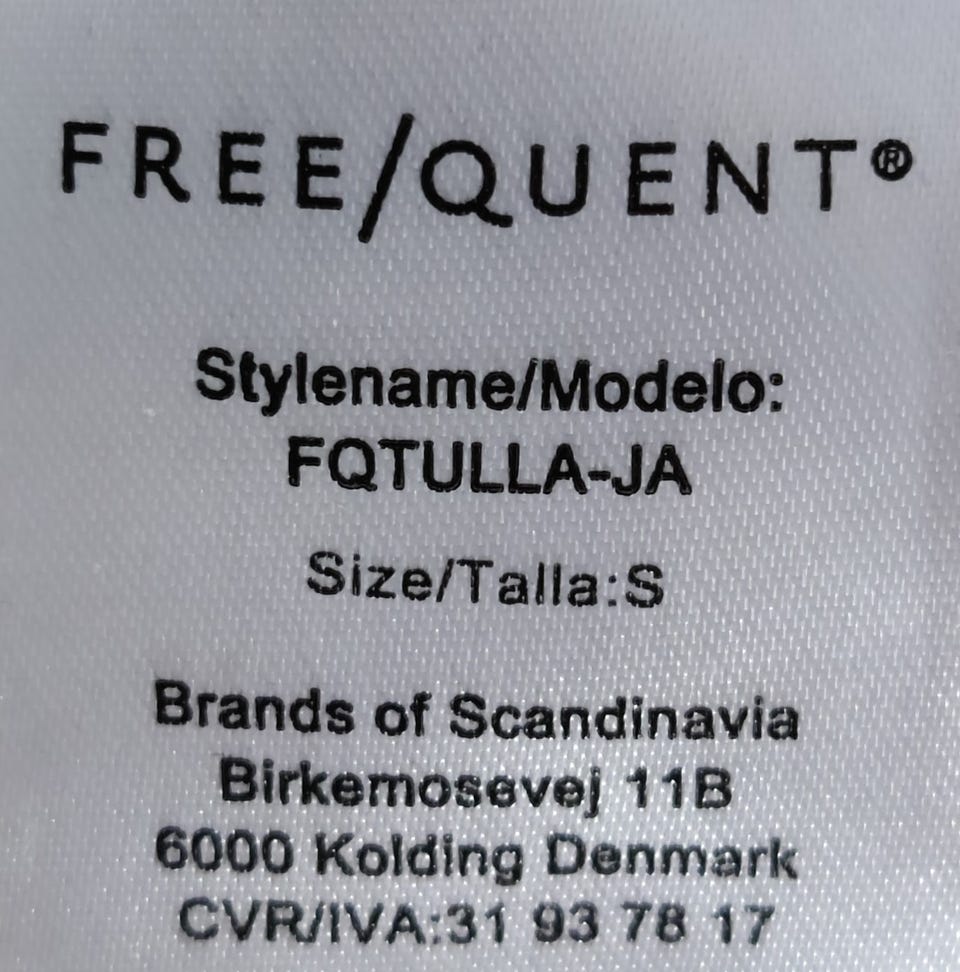 FREE/QUENT®
Stylename/Modelo:
FQTULLA-JA
Size/Talla:S
Brands of Scandinavia
Birkemosevej 11B
6000 Kolding Denmark
CVR/IVA:31 93 78 17